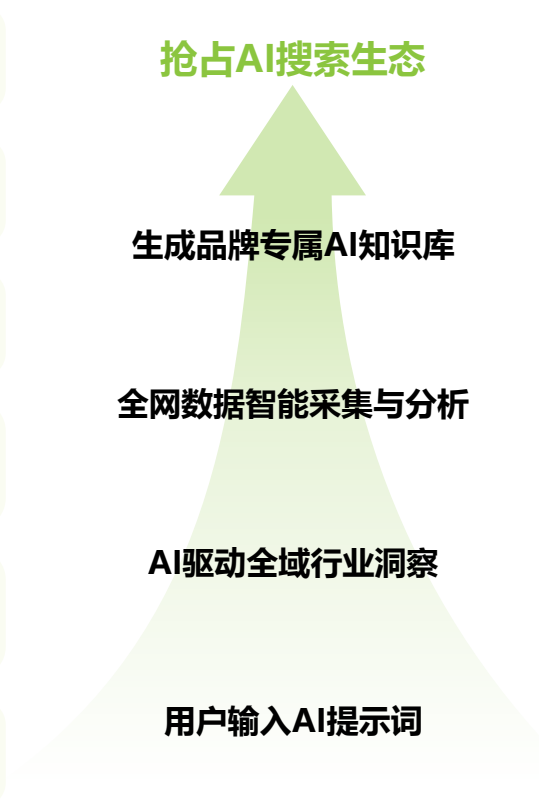 抢占AI搜索生态
生成品牌专属AI知识库
全网数据智能采集与分析
AI驱动全域行业洞察
用户输入AI提示词